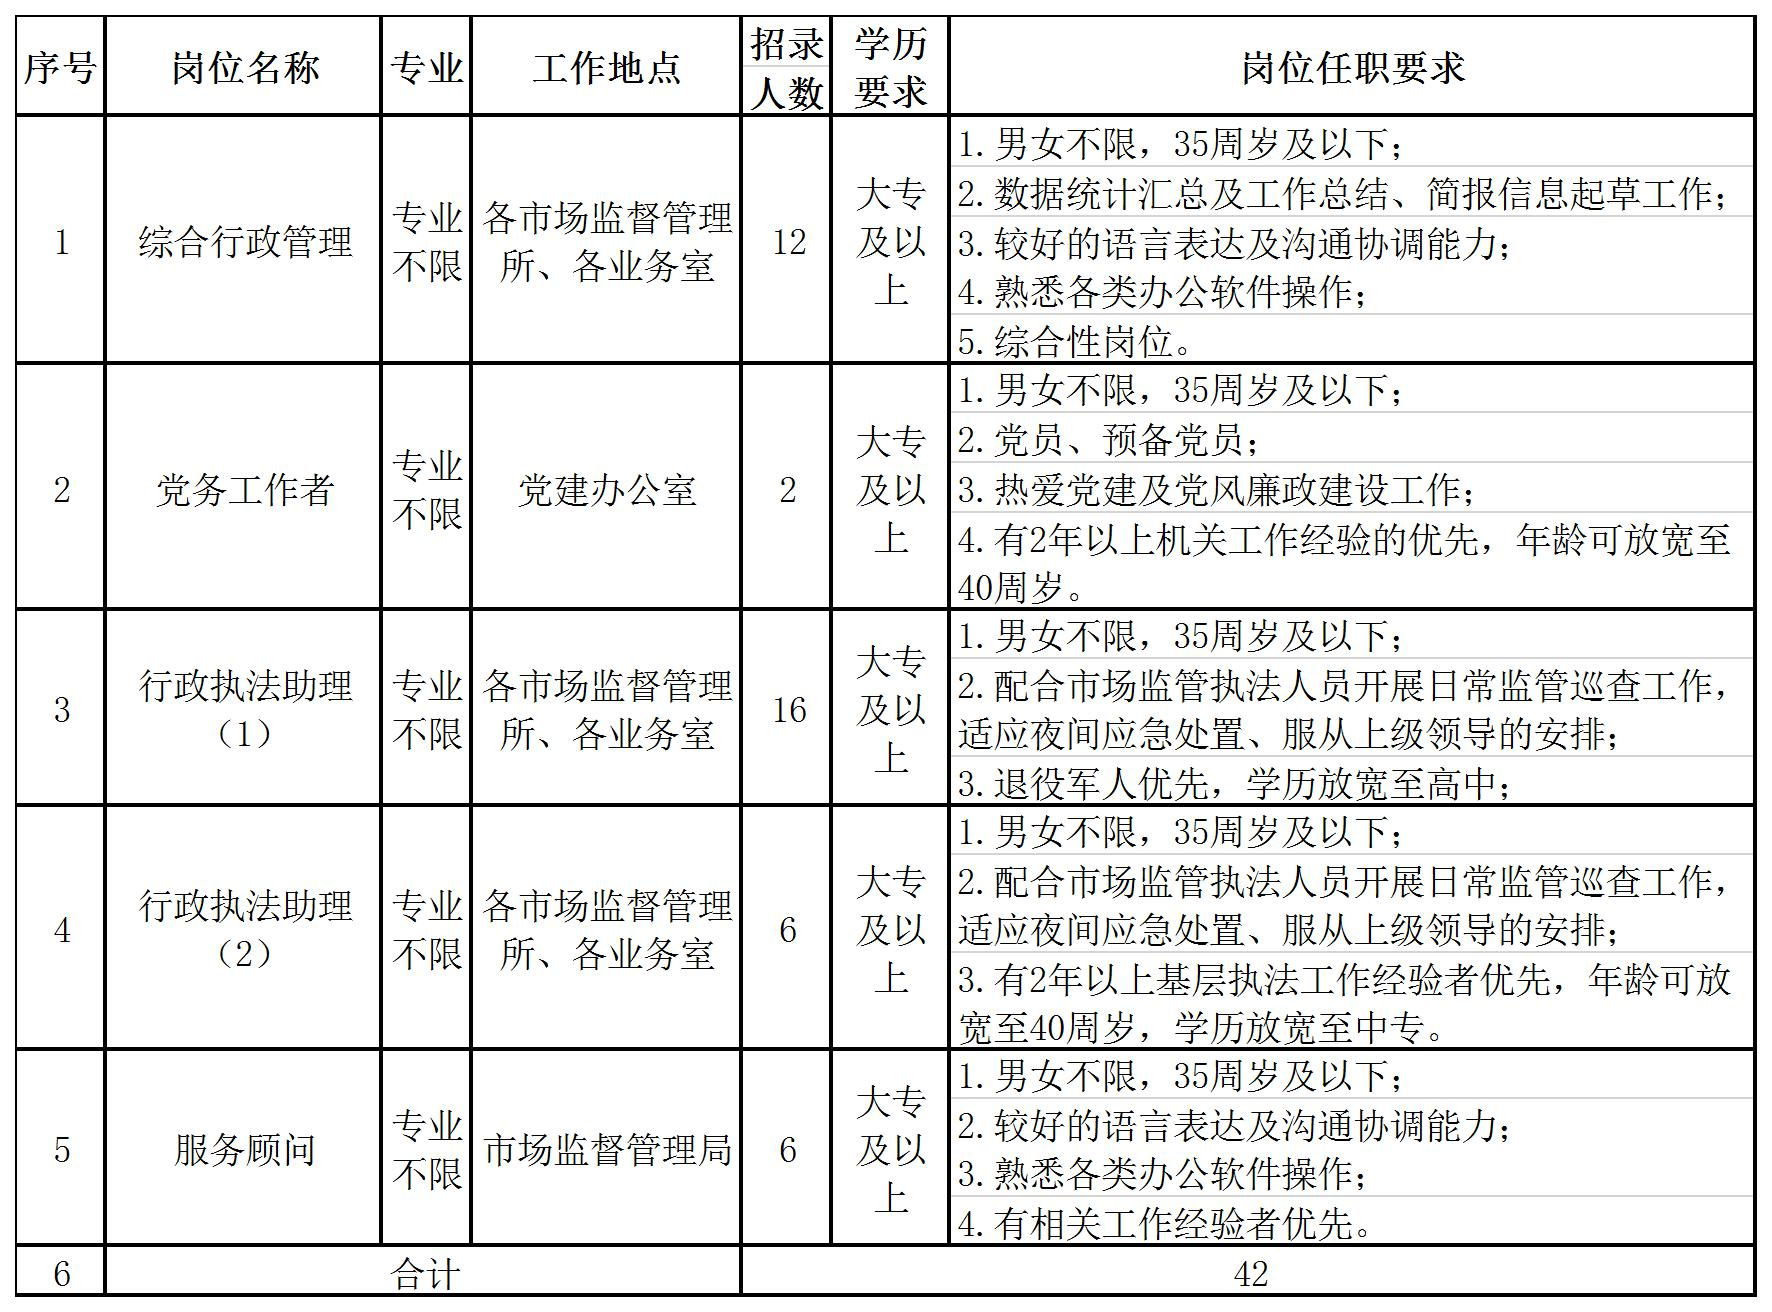 序号 岗位名称 专业 工作地点 招录人数 学历要求 岗位任职要求
1 综合行政管理 专业不限 各市场监督管理所、各业务室 12 大专及以上
1.男女不限，35周岁及以下；
2.数据统计汇总及工作总结、简报信息起草工作；
3.较好的语言表达及沟通协调能力；
4.熟悉各类办公软件操作；
5.综合性岗位。
2 党务工作者 专业不限 党建办公室 2 大专及以上
1.男女不限，35周岁及以下；
2.党员、预备党员；
3.热爱党建及党风廉政建设工作；
4.有2年以上机关工作经验的优先，年龄可放宽至
40周岁。
3 行政执法助理（1） 专业不限 各市场监督管理所、各业务室 16 大专及以上
1.男女不限，35周岁及以下；
2.配合市场监管执法人员开展日常监管巡查工作，
适应夜间应急处置、服从上级领导的安排；
3.退役军人优先，学历放宽至高中；
4 行政执法助理（2） 专业不限 各市场监督管理所、各业务室 6 大专及以上
1.男女不限，35周岁及以下；
2.配合市场监管执法人员开展日常监管巡查工作，
适应夜间应急处置、服从上级领导的安排；
3.有2年以上基层执法工作经验者优先，年龄可放
宽至40周岁，学历放宽至中专。
5 服务顾问 专业不限 市场监督管理局 6 大专及以上
1.男女不限，35周岁及以下；
2.较好的语言表达及沟通协调能力；
3.熟悉各类办公软件操作；
4.有相关工作经验者优先。
6 合计 42